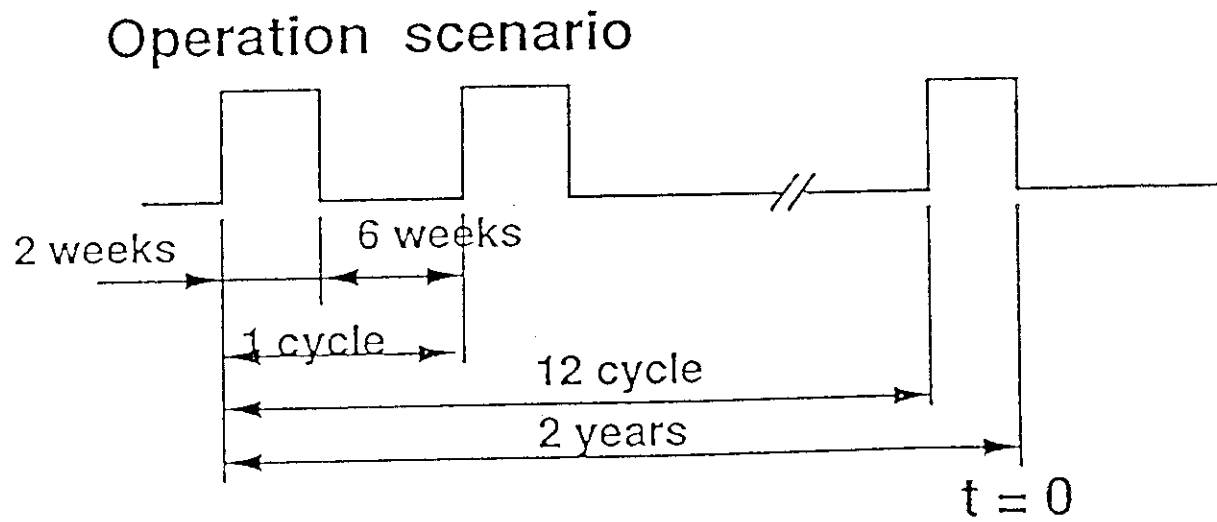 Operation scenario
2 weeks
6 weeks
1 cycle
12 cycle
2 years
t = 0